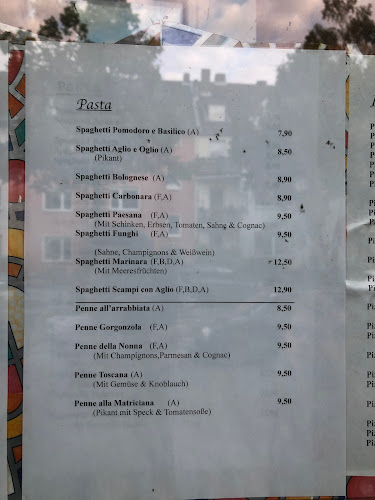 Pasta
Spaghetti Pomodoro e Basilico (A) 7,90
Spaghetti Aglio e Oglio (A) 8,50
(Pikant)
Spaghetti Bolognese (A) 8,90
Spaghetti Carbonara (F,A) 8,90
Spaghetti Paesana (F,A) 9,50
(Mit Schinken, Erbsen, Tomaten, Sahne & Cognac)
Spaghetti Funghi (F,A) 9,50
(Sahne, Champignons & Weißwein)
Spaghetti Marinara (F,B,D,A) 12,50
(Mit Meeresfrüchten)
Spaghetti Scampi con Aglio (F,B,D,A) 12,90
Penne all'arrabbiata (A) 8,50
Penne Gorgonzola (F,A) 9,50
Penne della Nonna (F,A) 9,50
(Mit Champignons,Parmesan & Cognac)
Penne Toscana (A) 9,50
(Mit Gemüse & Knoblauch)
Penne alla Matriciana (A) 9,50
(Pikant mit Speck & Tomatensoße)